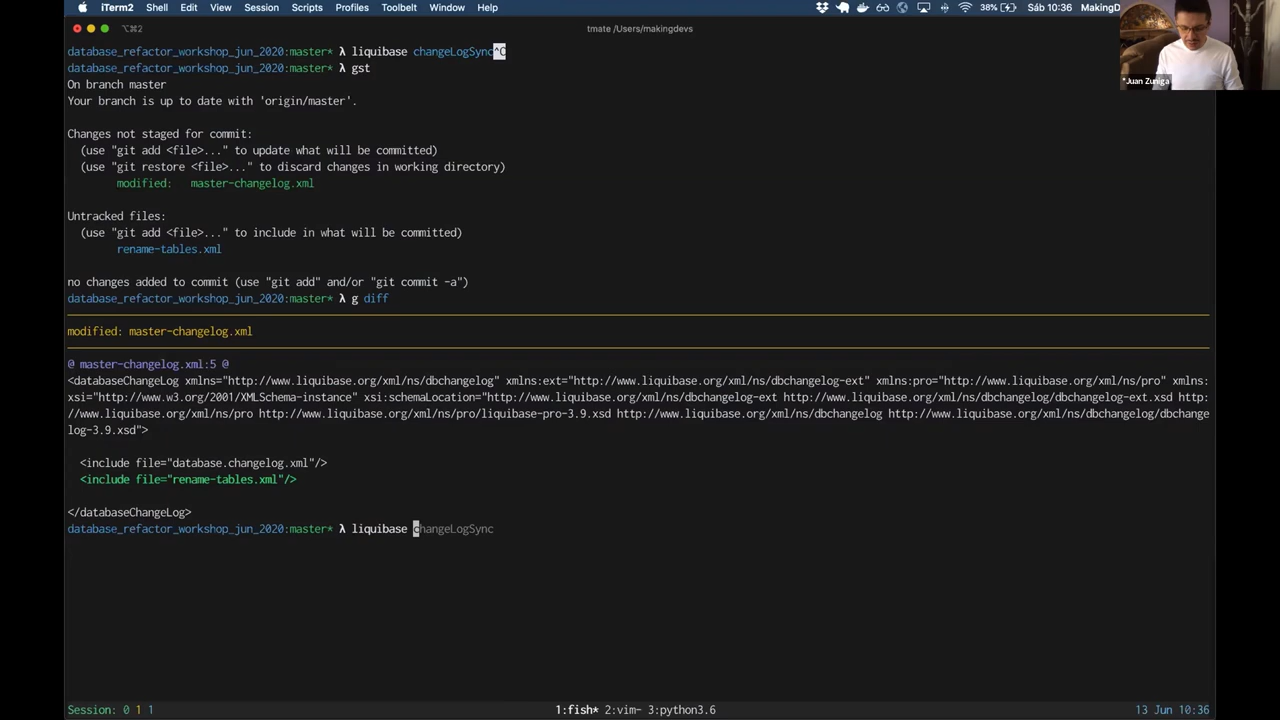 iTerm2 Shell Edit View Session Scripts Profiles Toolbelt Window Help 38% Sáb 10:36 MakingD
⌥⌘2 tmate /Users/makingdevs
database_refactor_workshop_jun_2020:master* λ liquibase changeLogSync^C
database_refactor_workshop_jun_2020:master* λ gst
On branch master
Your branch is up to date with 'origin/master'.
Changes not staged for commit:
(use "git add <file>..." to update what will be committed)
(use "git restore <file>..." to discard changes in working directory)
modified: master-changelog.xml
Untracked files:
(use "git add <file>..." to include in what will be committed)
rename-tables.xml
no changes added to commit (use "git add" and/or "git commit -a")
database_refactor_workshop_jun_2020:master* λ g diff
modified: master-changelog.xml
@ master-changelog.xml:5 @
<databaseChangeLog xmlns="http://www.liquibase.org/xml/ns/dbchangelog" xmlns:ext="http://www.liquibase.org/xml/ns/dbchangelog-ext" xmlns:pro="http://www.liquibase.org/xml/ns/pro" xmlns:
xsi="http://www.w3.org/2001/XMLSchema-instance" xsi:schemaLocation="http://www.liquibase.org/xml/ns/dbchangelog-ext http://www.liquibase.org/xml/ns/dbchangelog/dbchangelog-ext.xsd http:
//www.liquibase.org/xml/ns/pro http://www.liquibase.org/xml/ns/pro/liquibase-pro-3.9.xsd http://www.liquibase.org/xml/ns/dbchangelog http://www.liquibase.org/xml/ns/dbchangelog/dbchange
log-3.9.xsd">
<include file="database.changelog.xml"/>
<include file="rename-tables.xml"/>
</databaseChangeLog>
database_refactor_workshop_jun_2020:master* λ liquibase changeLogSync
Session: 0 1 1 1:fish* 2:vim- 3:python3.6 13 Jun 10:36
*Juan Zuniga